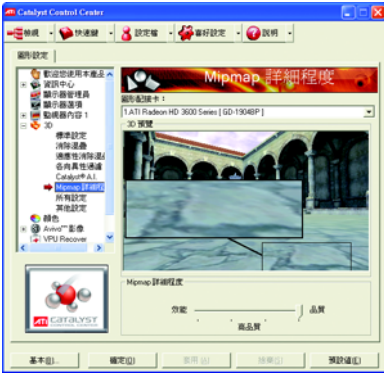 Catalyst Control Center
檢視
快速鍵
設定檔
喜好設定
說明
圖形設定
歡迎您使用本產品
資訊中心
顯示器管理員
顯示器選項
監視器內容 1
3D
標準設定
消除混疊
適應性消除混疊
各向異性過濾
Catalyst® A.I.
Mipmap 詳細程度
所有設定
其他設定
顏色
Avivo™ 影像
VPU Recover
ATI CATALYST
CONTROL CENTER
Mipmap 詳細程度
圖形配接卡：
1.ATI Radeon HD 3600 Series [ GD-1904BP ]
3D 預覽
Mipmap 詳細程度
效能
品質
高品質
基本(B)...
確定(O)
套用 (A)
捨棄(S)
預設值(E)